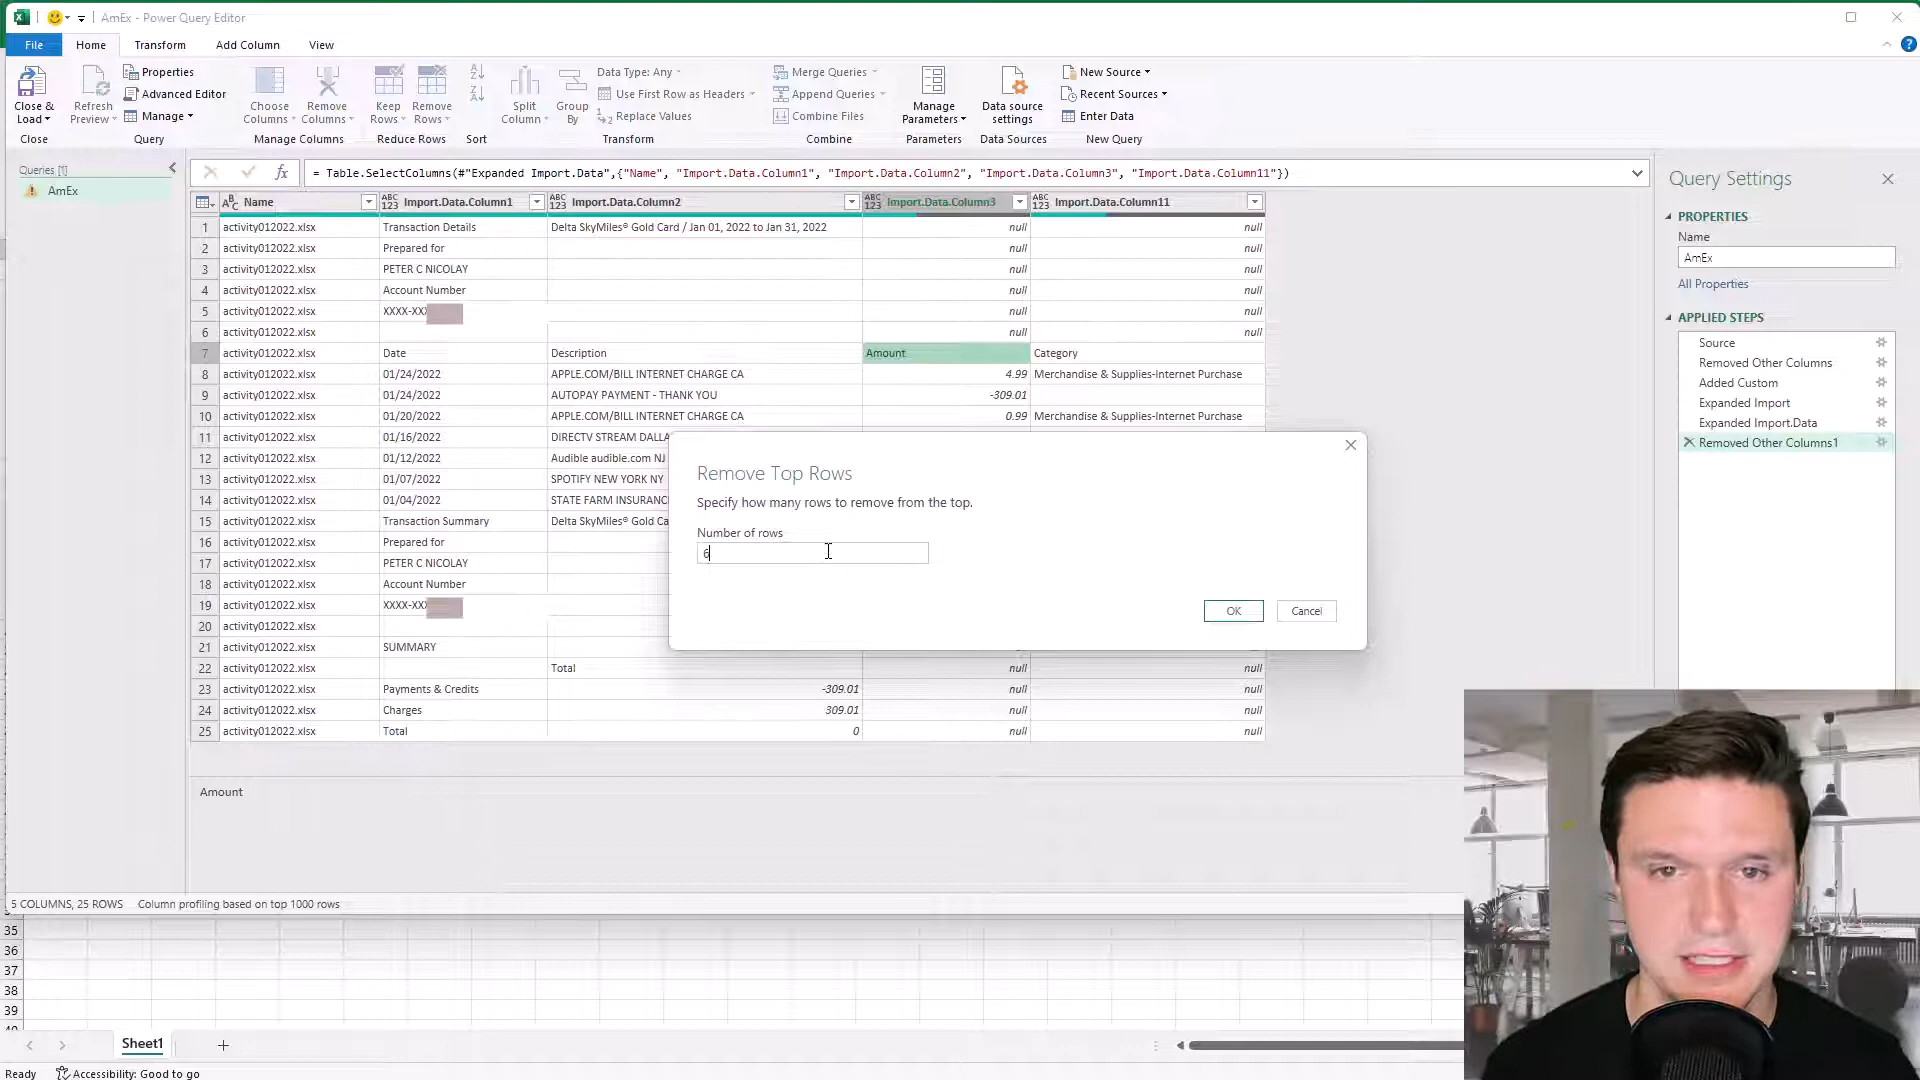 AmEx - Power Query Editor
File Home Transform Add Column View
Close & Load
Refresh Preview
Properties
Advanced Editor
Manage
Choose Columns
Remove Columns
Keep Rows
Remove Rows
Split Column
Group By
Data Type: Any
Use First Row as Headers
Replace Values
Merge Queries
Append Queries
Combine Files
Manage Parameters
Data source settings
New Source
Recent Sources
Enter Data
Close Query Manage Columns Reduce Rows Sort Transform Combine Parameters Data Sources New Query
Queries [1]
AmEx
= Table.SelectColumns(#"Expanded Import.Data",{"Name", "Import.Data.Column1", "Import.Data.Column2", "Import.Data.Column3", "Import.Data.Column11"})
Name Import.Data.Column1 Import.Data.Column2 Import.Data.Column3 Import.Data.Column11
1 activity012022.xlsx Transaction Details Delta SkyMiles® Gold Card / Jan 01, 2022 to Jan 31, 2022 null null
2 activity012022.xlsx Prepared for null null
3 activity012022.xlsx PETER C NICOLAY null null
4 activity012022.xlsx Account Number null null
5 activity012022.xlsx XXXX-XX null null
6 activity012022.xlsx null null
7 activity012022.xlsx Date Description Amount Category
8 activity012022.xlsx 01/24/2022 APPLE.COM/BILL INTERNET CHARGE CA 4.99 Merchandise & Supplies-Internet Purchase
9 activity012022.xlsx 01/24/2022 AUTOPAY PAYMENT - THANK YOU -309.01
10 activity012022.xlsx 01/20/2022 APPLE.COM/BILL INTERNET CHARGE CA 0.99 Merchandise & Supplies-Internet Purchase
11 activity012022.xlsx 01/16/2022 DIRECTV STREAM DALLA
12 activity012022.xlsx 01/12/2022 Audible audible.com NJ
13 activity012022.xlsx 01/07/2022 SPOTIFY NEW YORK NY
14 activity012022.xlsx 01/04/2022 STATE FARM INSURANC
15 activity012022.xlsx Transaction Summary Delta SkyMiles® Gold Ca
16 activity012022.xlsx Prepared for
17 activity012022.xlsx PETER C NICOLAY
18 activity012022.xlsx Account Number
19 activity012022.xlsx XXXX-XX
20 activity012022.xlsx
21 activity012022.xlsx SUMMARY
22 activity012022.xlsx Total null null
23 activity012022.xlsx Payments & Credits -309.01 null null
24 activity012022.xlsx Charges 309.01 null null
25 activity012022.xlsx Total 0 null null
Remove Top Rows
Specify how many rows to remove from the top.
Number of rows
6
OK Cancel
Query Settings
PROPERTIES
Name
AmEx
All Properties
APPLIED STEPS
Source
Removed Other Columns
Added Custom
Expanded Import
Expanded Import.Data
Removed Other Columns1
Amount
5 COLUMNS, 25 ROWS Column profiling based on top 1000 rows
35
36
37
38
39
Sheet1
Ready Accessibility: Good to go